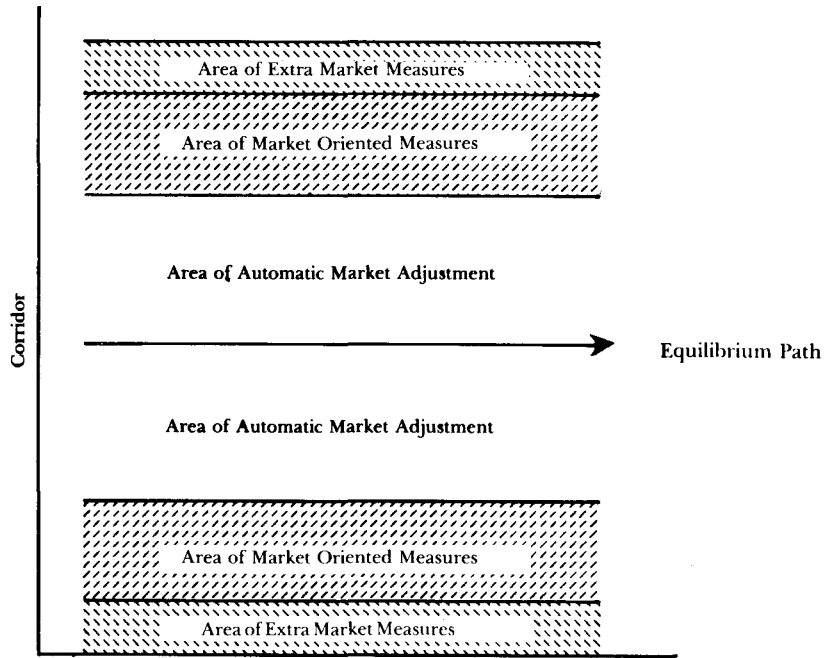 Area of Extra Market Measures
Area of Market Oriented Measures
Area of Automatic Market Adjustment
Corridor
Equilibrium Path
Area of Automatic Market Adjustment
Area of Market Oriented Measures
Area of Extra Market Measures